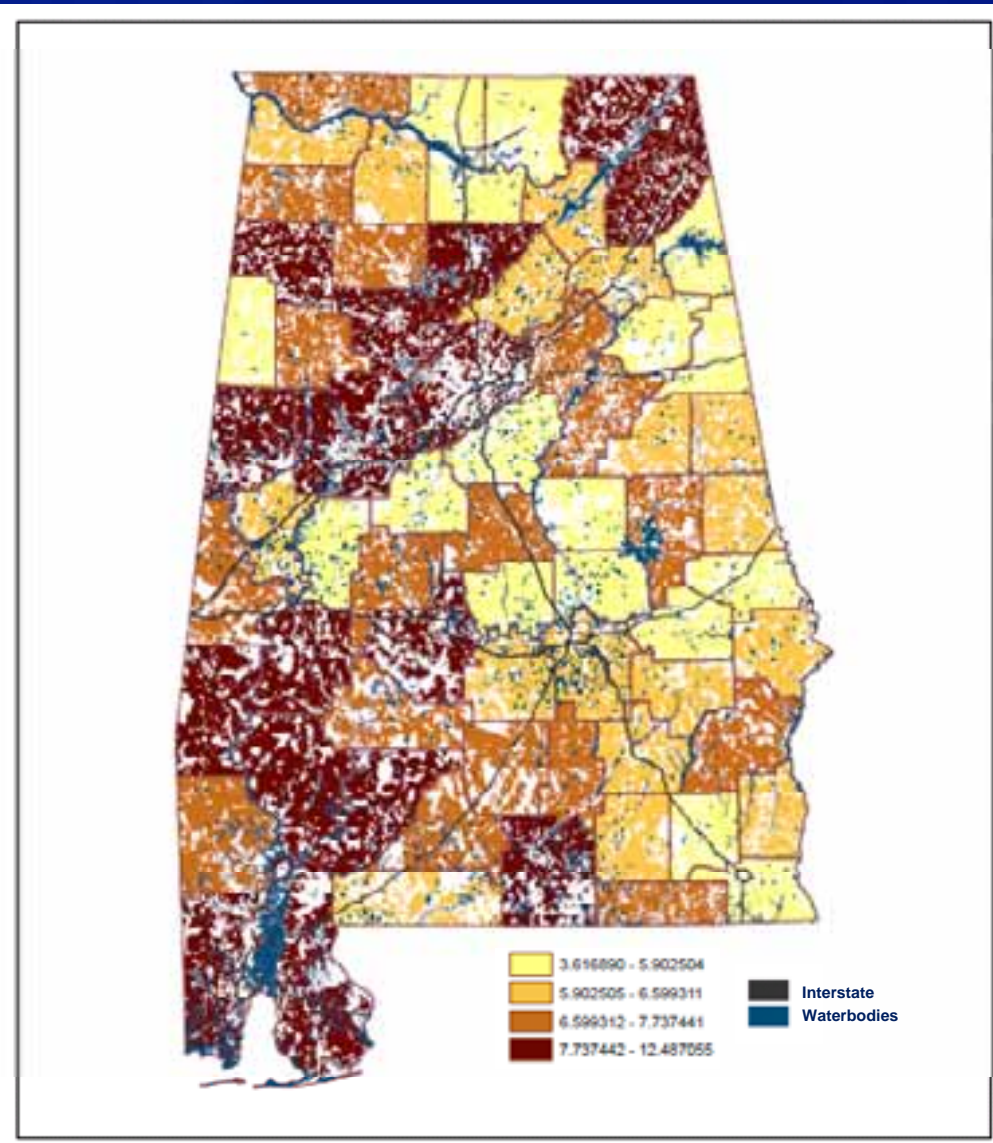 3.616890 - 5.902504
5.902505 - 6.599311
6.599312 - 7.737441
7.737442 - 12.487055
Interstate
Waterbodies